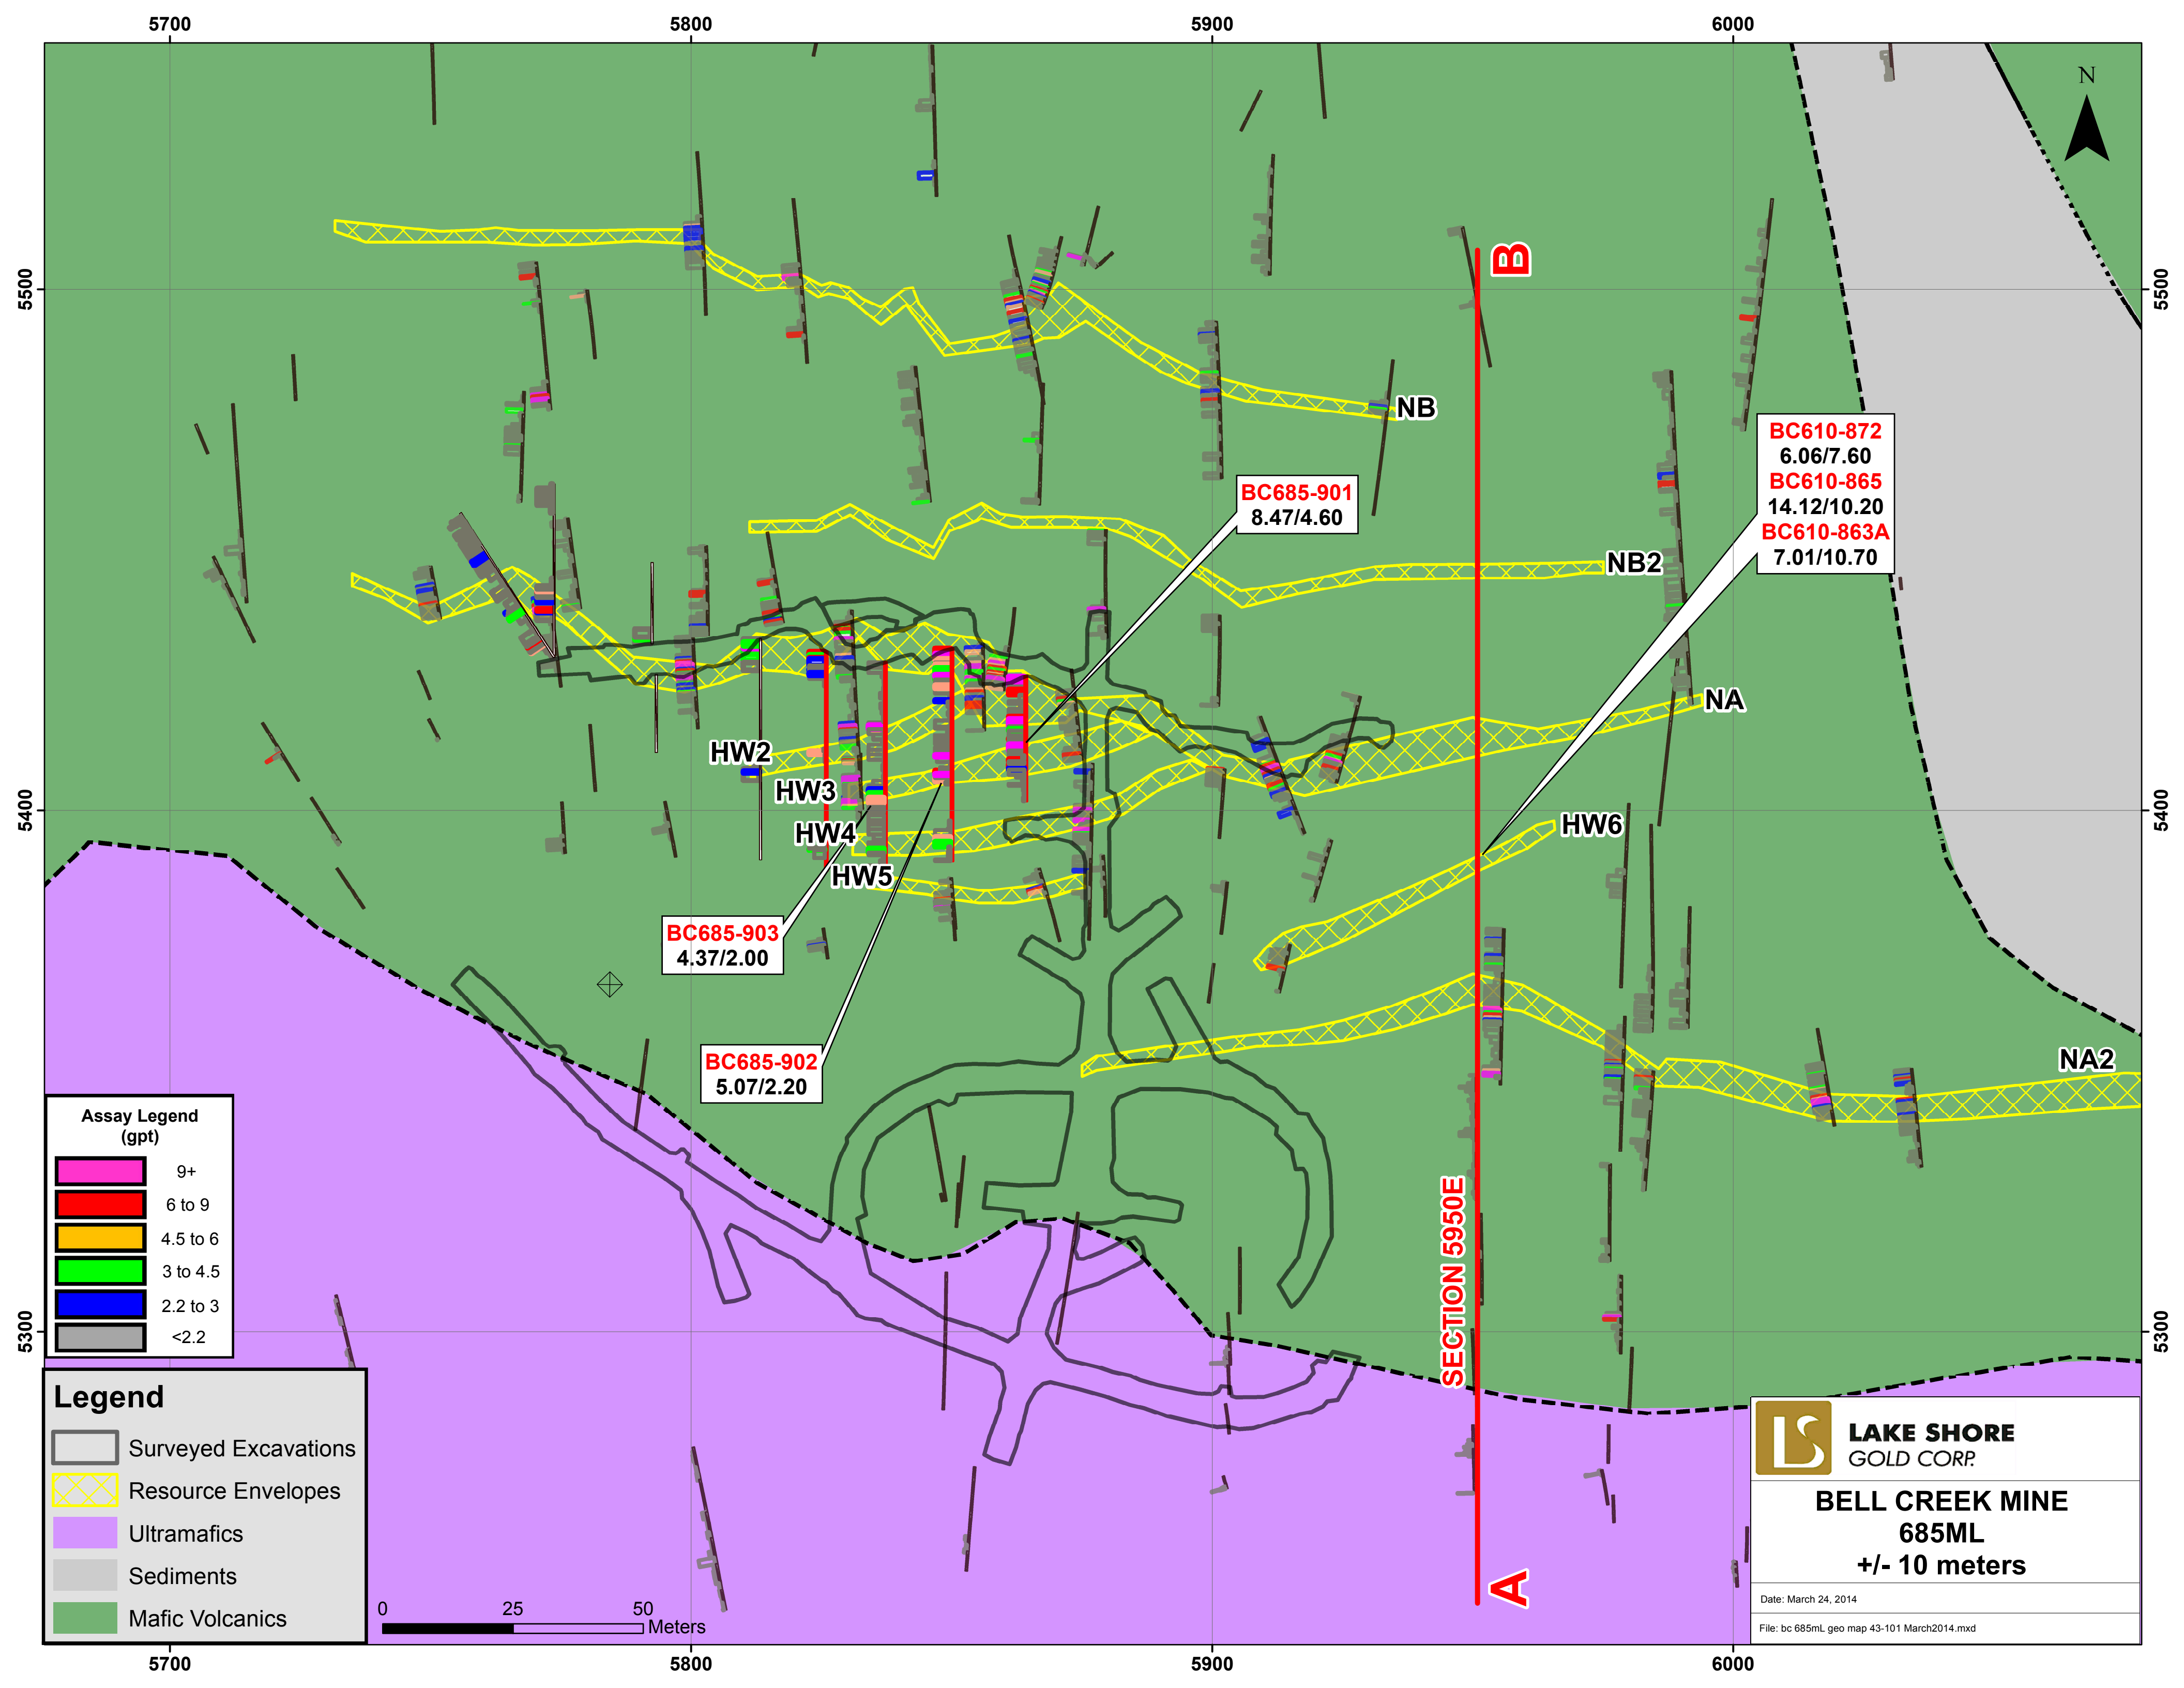 5700 5800 5900 6000
N
5500 5500
B
NB
BC610-872
6.06/7.60
BC610-865
14.12/10.20
BC610-863A
7.01/10.70
BC685-901
8.47/4.60
NB2
NA
HW2
HW3
HW4
HW5
HW6
5400 5400
BC685-903
4.37/2.00
BC685-902
5.07/2.20
NA2
Assay Legend
(gpt)
9+
6 to 9
4.5 to 6
3 to 4.5
2.2 to 3
<2.2
SECTION 5950E
5300 5300
Legend
Surveyed Excavations
Resource Envelopes
Ultramafics
Sediments
Mafic Volcanics
0 25 50
Meters
A
LS
LAKE SHORE
GOLD CORP.
BELL CREEK MINE
685ML
+/- 10 meters
Date: March 24, 2014
File: bc 685mL geo map 43-101 March2014.mxd
5700 5800 5900 6000